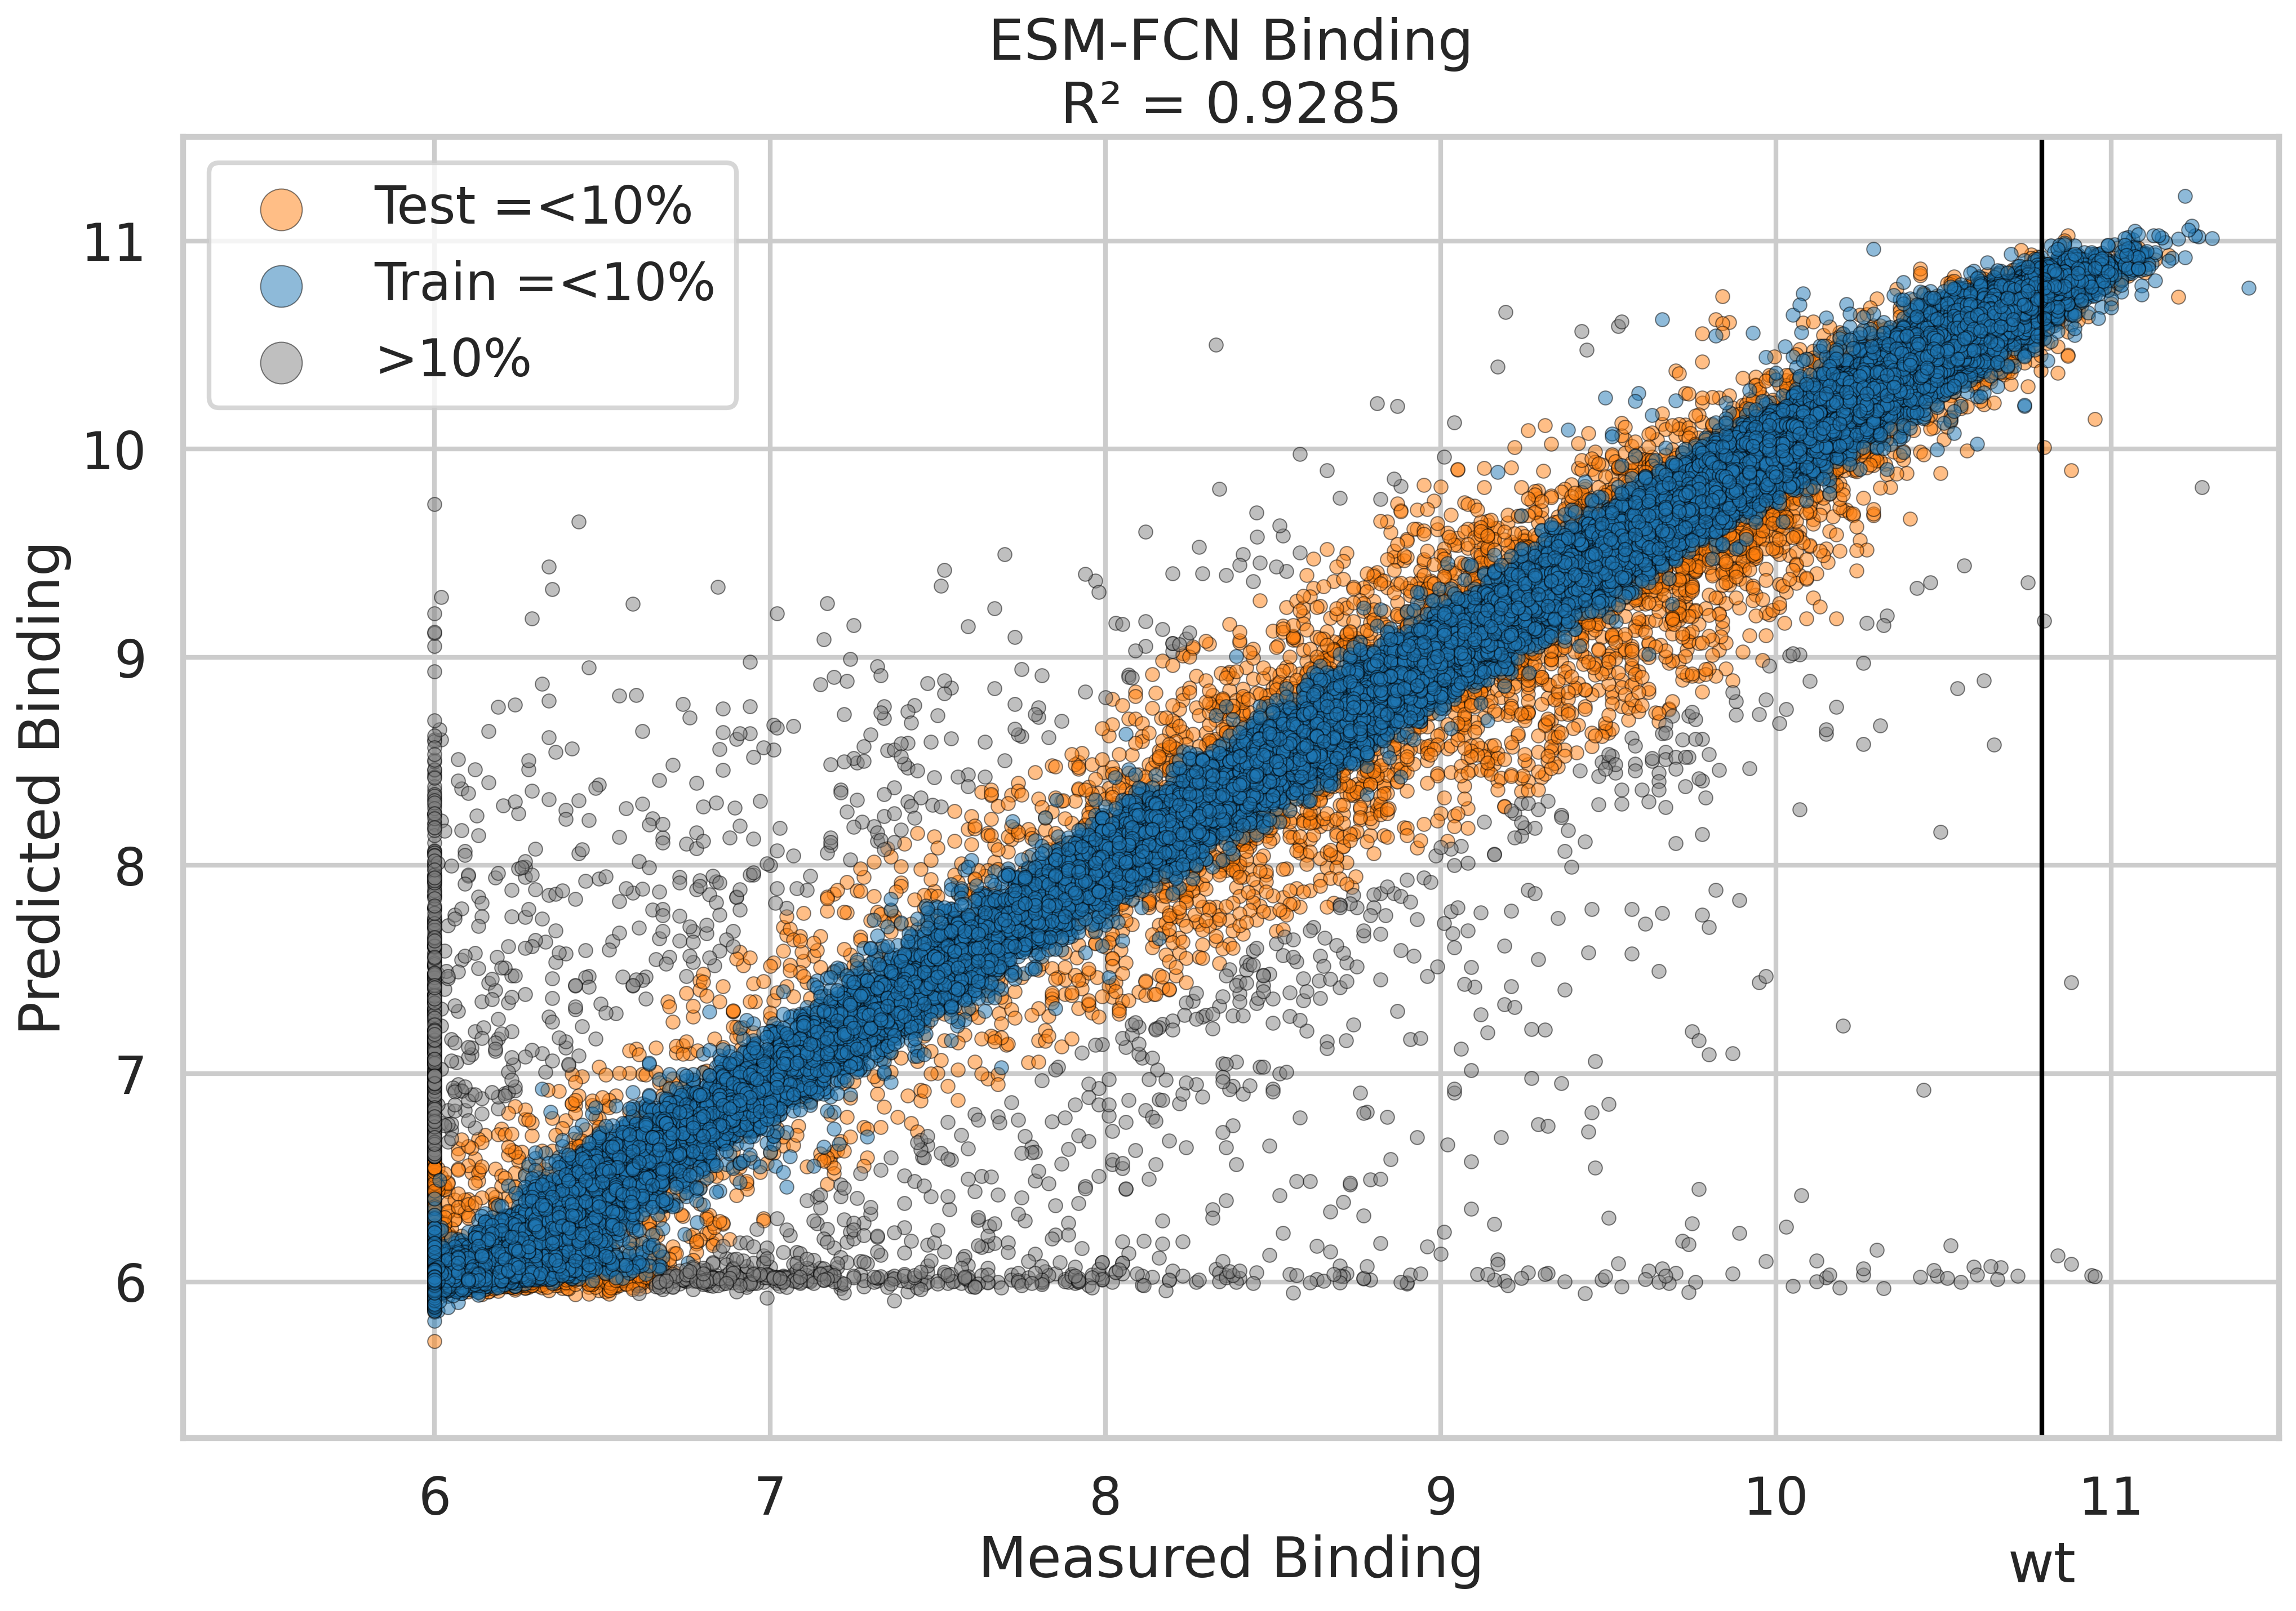 ESM-FCN Binding
R² = 0.9285
Test =<10%
Train =<10%
>10%
11
10
9
8
7
6
Predicted Binding
6 7 8 9 10 11
Measured Binding
wt